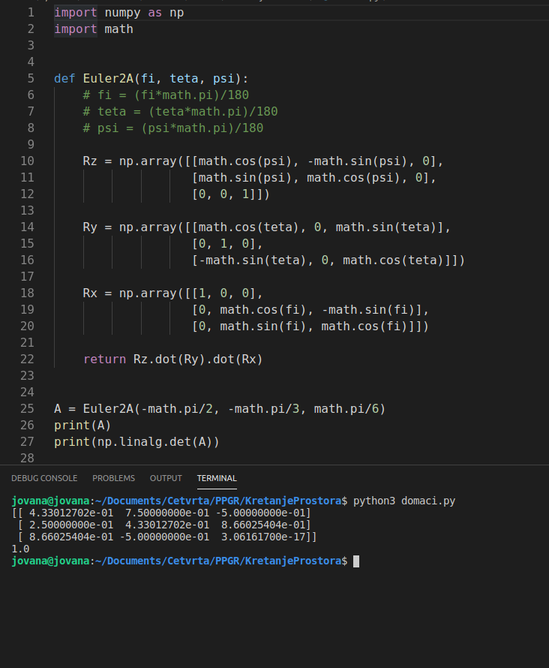 1 import numpy as np
2 import math
3
4
5 def Euler2A(fi, teta, psi):
6     # fi = (fi*math.pi)/180
7     # teta = (teta*math.pi)/180
8     # psi = (psi*math.pi)/180
9
10     Rz = np.array([[math.cos(psi), -math.sin(psi), 0],
11                    [math.sin(psi), math.cos(psi), 0],
12                    [0, 0, 1]])
13
14     Ry = np.array([[math.cos(teta), 0, math.sin(teta)],
15                    [0, 1, 0],
16                    [-math.sin(teta), 0, math.cos(teta)]])
17
18     Rx = np.array([[1, 0, 0],
19                    [0, math.cos(fi), -math.sin(fi)],
20                    [0, math.sin(fi), math.cos(fi)]])
21
22     return Rz.dot(Ry).dot(Rx)
23
24
25 A = Euler2A(-math.pi/2, -math.pi/3, math.pi/6)
26 print(A)
27 print(np.linalg.det(A))
28
DEBUG CONSOLE PROBLEMS OUTPUT TERMINAL
jovana@jovana:~/Documents/Cetvrta/PPGR/KretanjeProstora$ python3 domaci.py
[[ 4.33012702e-01  7.50000000e-01 -5.00000000e-01]
 [ 2.50000000e-01  4.33012702e-01  8.66025404e-01]
 [ 8.66025404e-01 -5.00000000e-01  3.06161700e-17]]
1.0
jovana@jovana:~/Documents/Cetvrta/PPGR/KretanjeProstora$